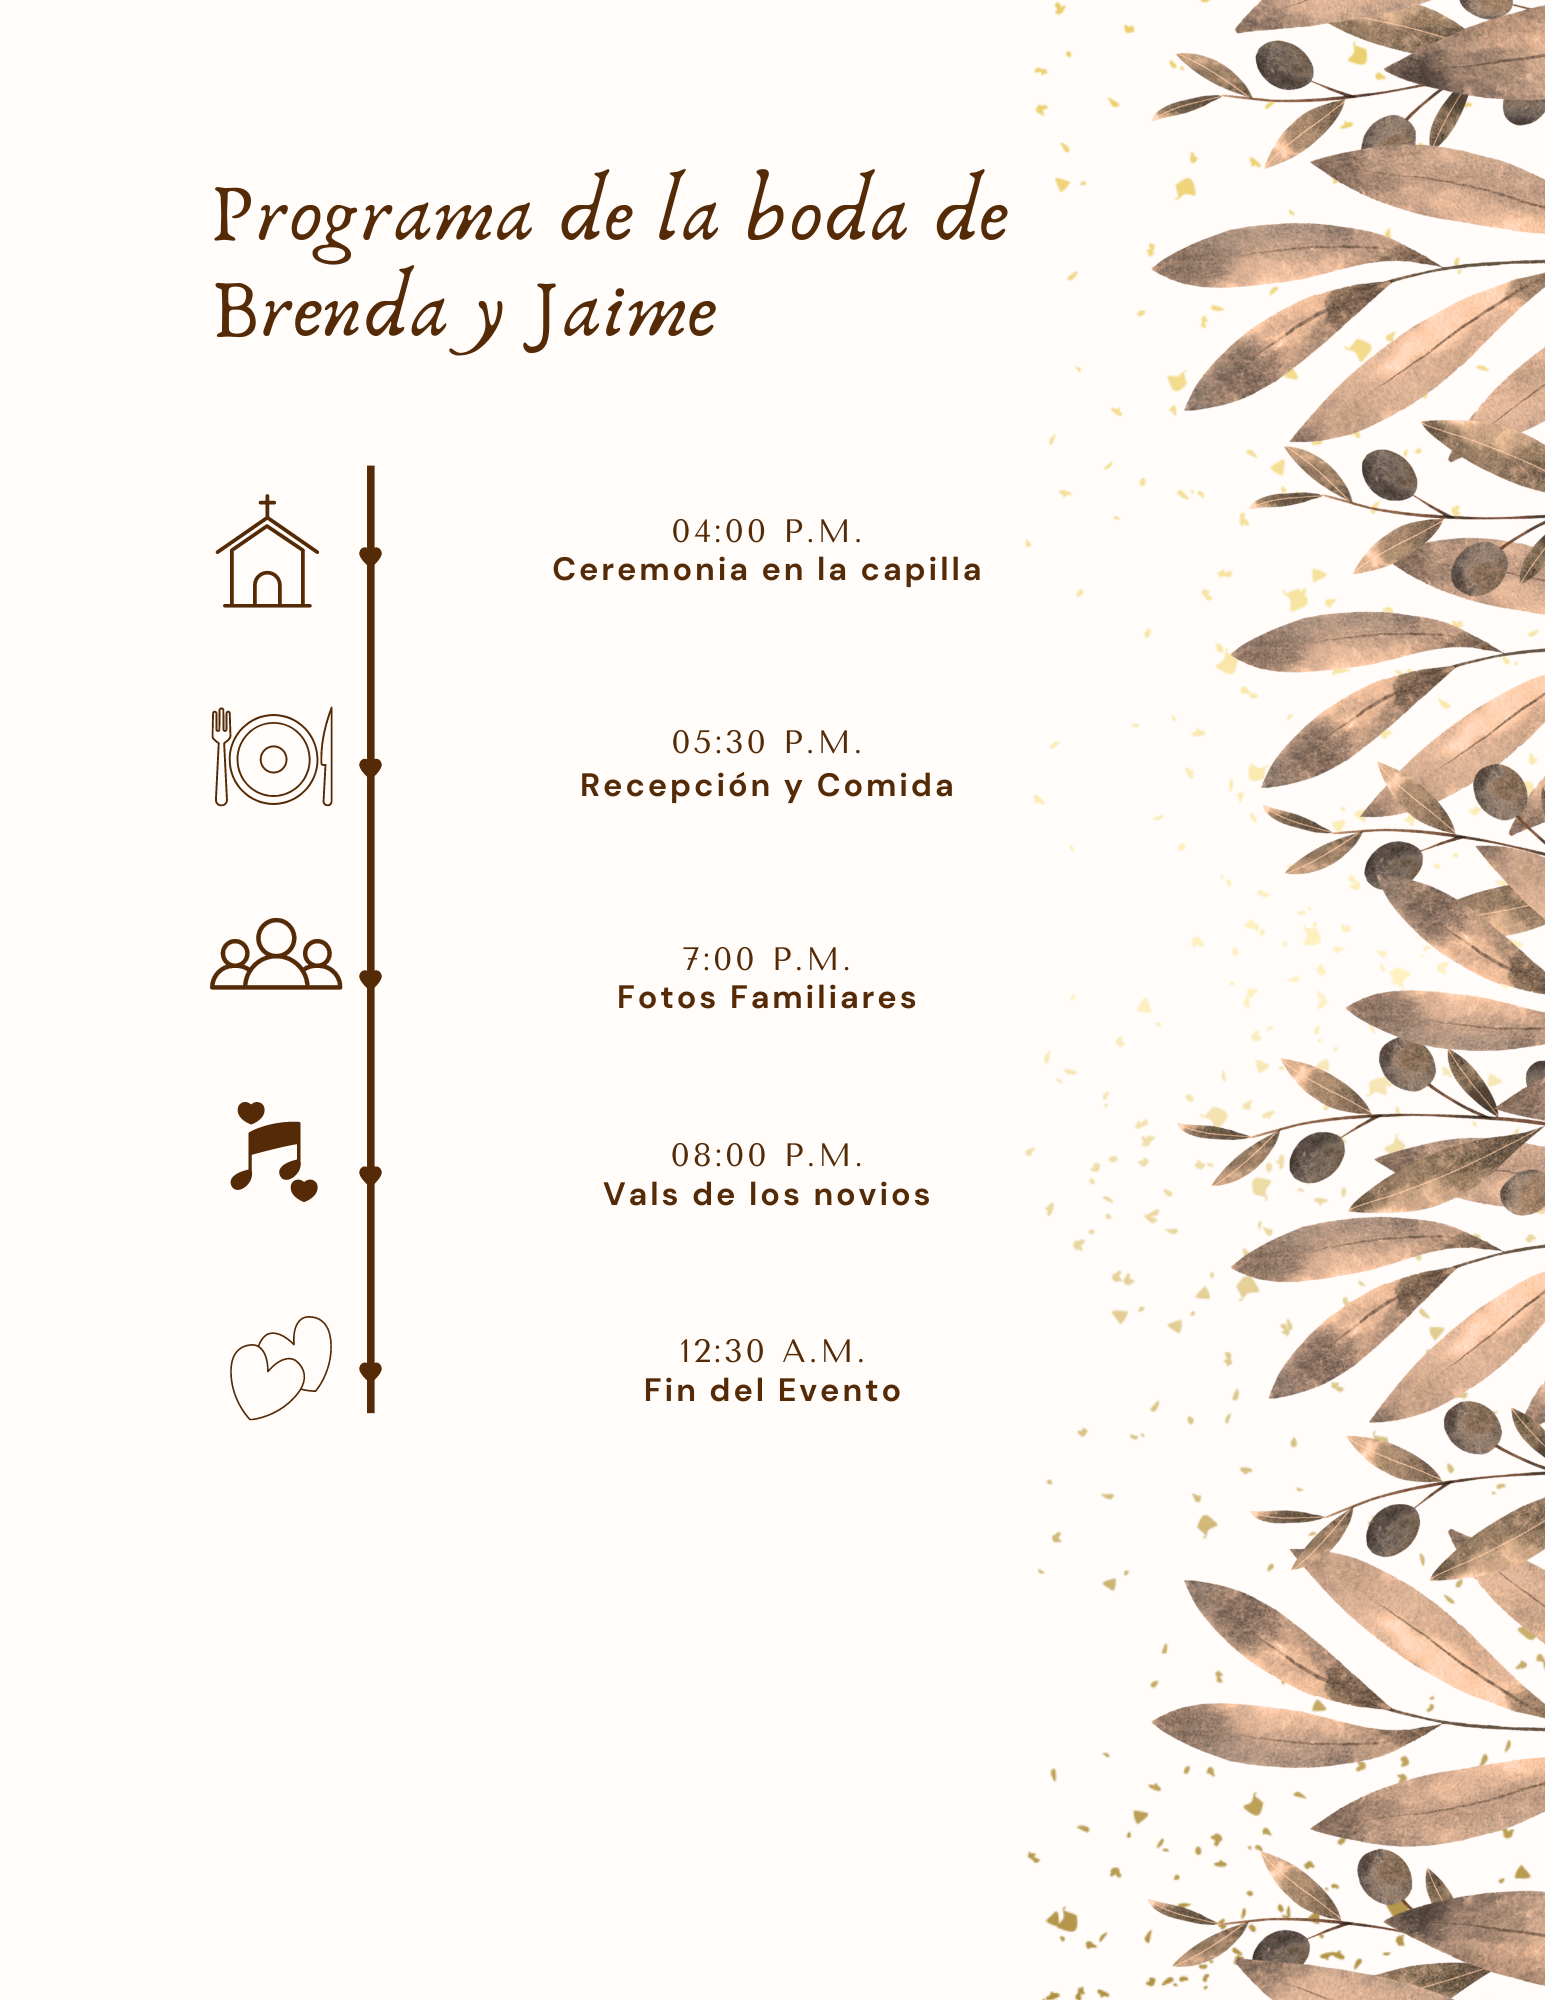 Programa de la boda de
Brenda y Jaime
04:00 P.M.
Ceremonia en la capilla
05:30 P.M.
Recepción y Comida
7:00 P.M.
Fotos Familiares
08:00 P.M.
Vals de los novios
12:30 A.M.
Fin del Evento